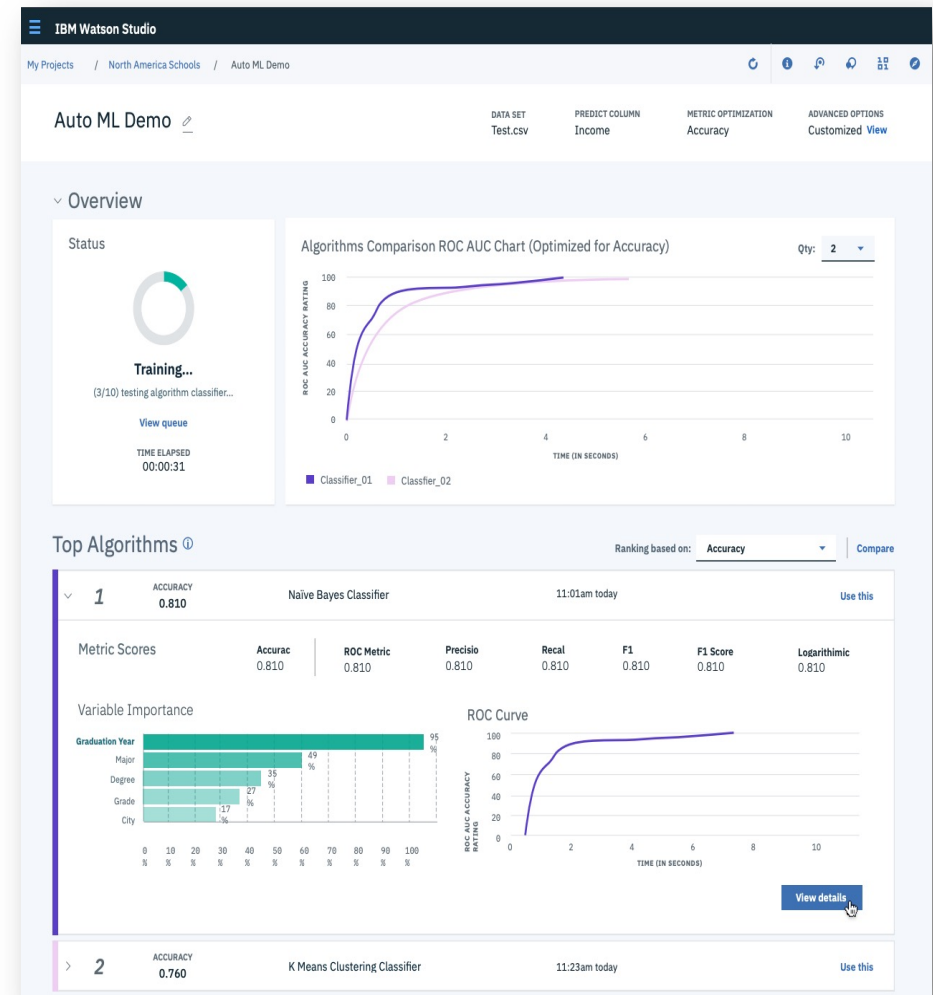 IBM Watson Studio
My Projects / North America Schools / Auto ML Demo
Auto ML Demo
DATA SET
Test.csv
PREDICT COLUMN
Income
METRIC OPTIMIZATION
Accuracy
ADVANCED OPTIONS
Customized View
Overview
Status
Training...
(3/10) testing algorithm classifier...
View queue
TIME ELAPSED
00:00:31
Algorithms Comparison ROC AUC Chart (Optimized for Accuracy)
Qty: 2
ROC AUC ACCURACY RATING
100
80
60
40
20
0
0 2 4 6 8 10
TIME (IN SECONDS)
Classifier_01 Classfier_02
Top Algorithms
Ranking based on: Accuracy
Compare
1
ACCURACY
0.810
Naïve Bayes Classifier
11:01am today
Use this
Metric Scores
Accurac
0.810
ROC Metric
0.810
Precisio
0.810
Recal
0.810
F1
0.810
F1 Score
0.810
Logarithimic
0.810
Variable Importance
Graduation Year 95 %
Major 49 %
Degree 35 %
Grade 27 %
City 17 %
0 10 20 30 40 50 60 70 80 90 100
% % % % % % % % % % %
ROC Curve
ROC AUC ACCURACY
RATING
100
80
60
40
20
0
0 2 4 6 8 10
TIME (IN SECONDS)
View details
2
ACCURACY
0.760
K Means Clustering Classifier
11:23am today
Use this